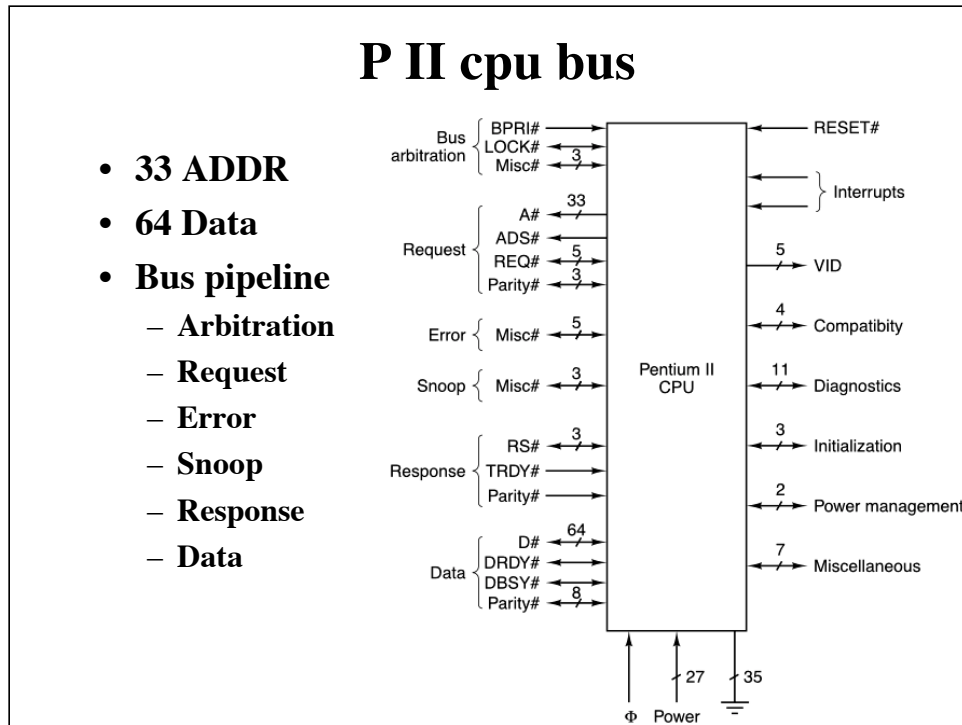 P II cpu bus
• 33 ADDR
• 64 Data
• Bus pipeline
– Arbitration
– Request
– Error
– Snoop
– Response
– Data
Bus
arbitration
BPRI#
LOCK#
Misc#
3
Request
A#
33
ADS#
REQ#
5
Parity#
3
Error
Misc#
5
Snoop
Misc#
3
Response
RS#
3
TRDY#
Parity#
Data
D#
64
DRDY#
DBSY#
Parity#
8
Pentium II
CPU
RESET#
Interrupts
5
VID
4
Compatibity
11
Diagnostics
3
Initialization
2
Power management
7
Miscellaneous
27
35
Φ
Power